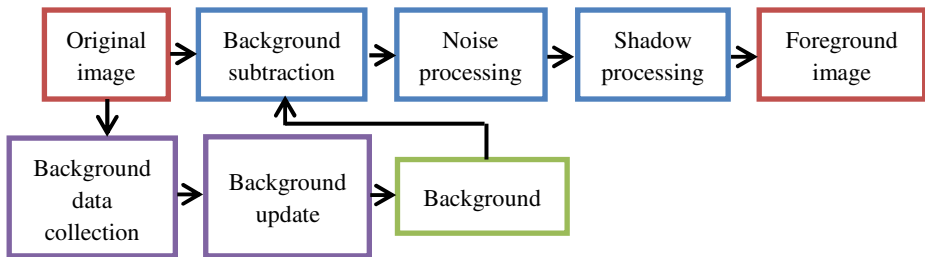 Original
image
Background
subtraction
Noise
processing
Shadow
processing
Foreground
image
Background
data
collection
Background
update
Background